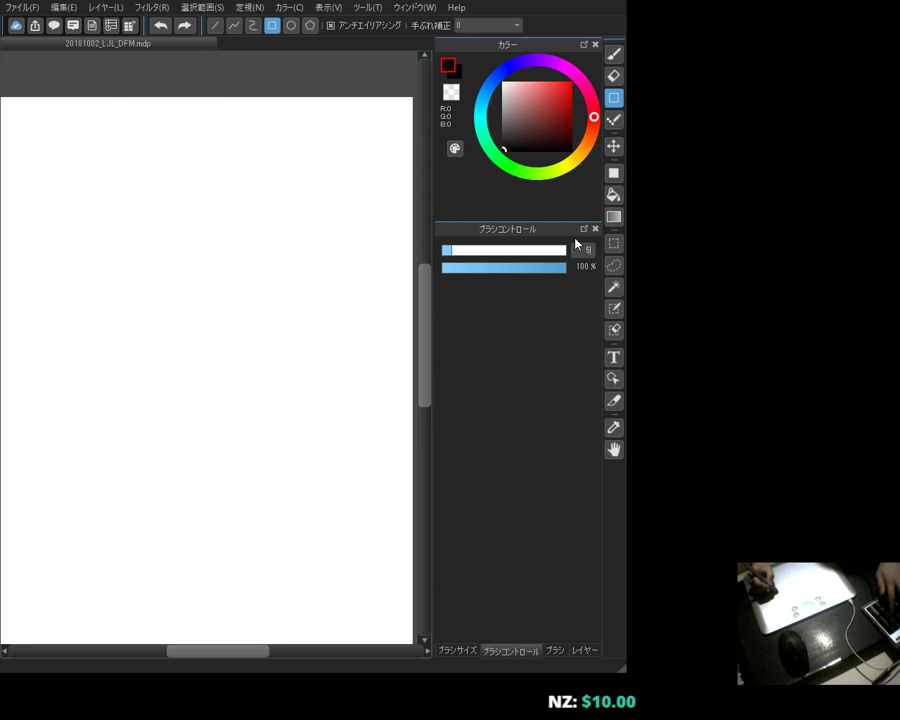 ファイル(F) 編集(E) レイヤー(L) フィルタ(R) 選択範囲(S) 定規(N) カラー(C) 表示(V) ツール(T) ウィンドウ(W) Help
アンチエイリアシング 手ぶれ補正 0
20181002_LJL_DFM.mdp
カラー
R:0
G:0
B:0
ブラシコントロール
5
100 %
T
ブラシサイズ ブラシコントロール ブラシ レイヤー
NZ: $10.00